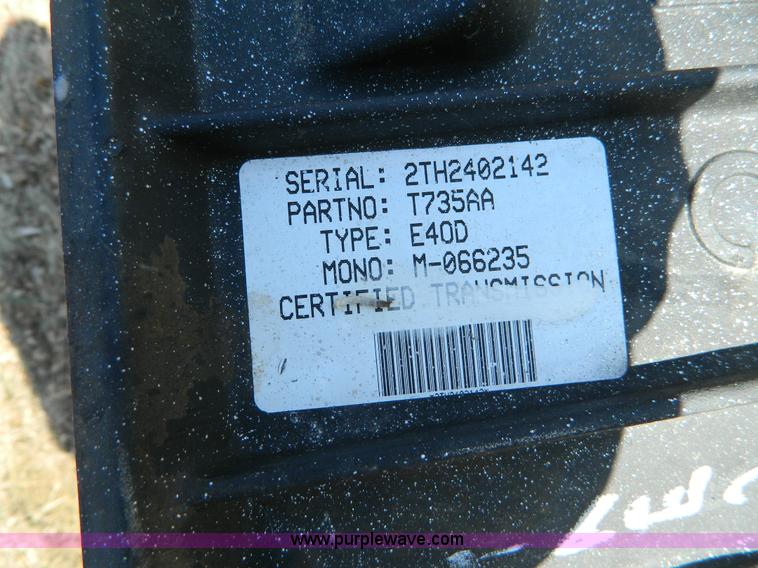 SERIAL: 2TH2402142
PARTNO: T735AA
TYPE: E4OD
MONO: M-066235
CERTIFIED TRANSMISSION
www.purplewave.com